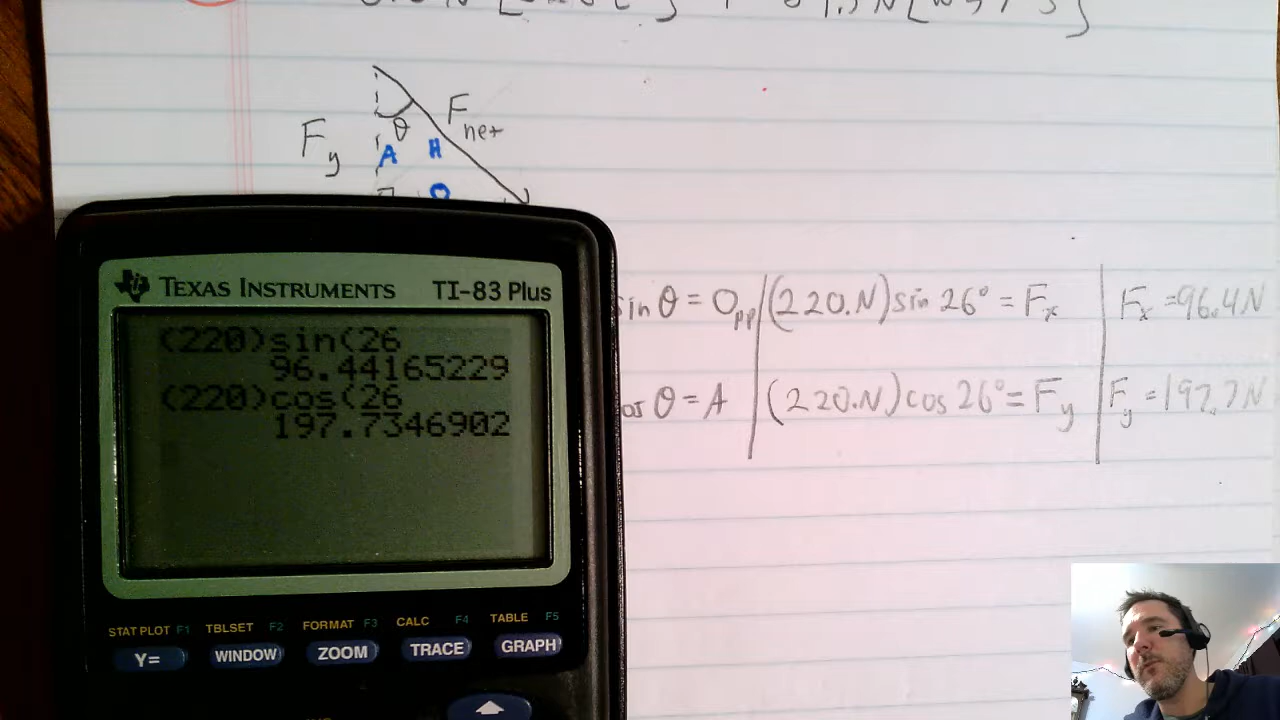 F_net
θ
F_y
A H
O
TEXAS INSTRUMENTS TI-83 Plus
(220)sin(26
96.44165229
(220)cos(26
197.7346902
sin θ = Opp (220.N) sin 26° = F_x F_x = 96.4N
cos θ = A (220.N) cos 26° = F_y F_y = 197.7N
STAT PLOT F1 TBLSET F2 FORMAT F3 CALC F4 TABLE F5
Y= WINDOW ZOOM TRACE GRAPH